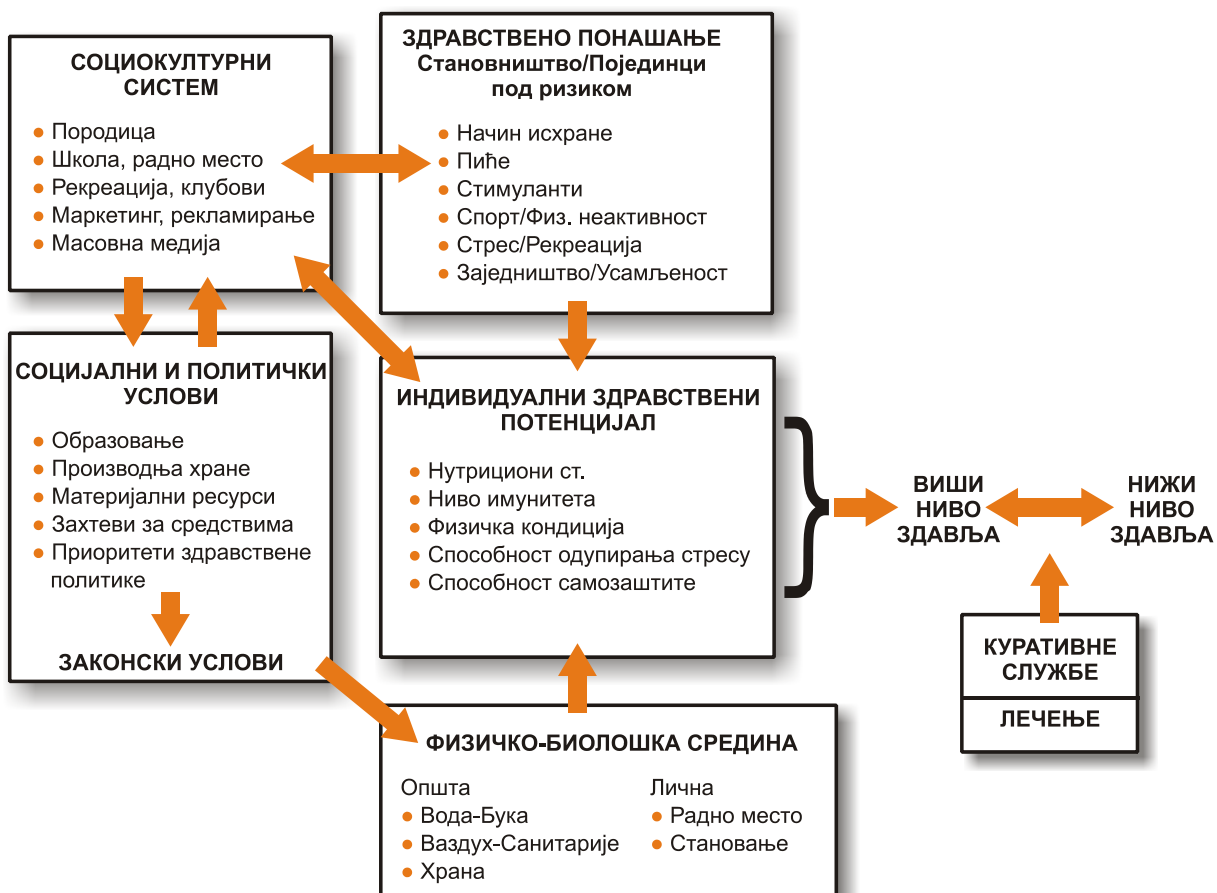 СОЦИОКУЛТУРНИ
СИСТЕМ
Породица
Школа, радно место
Рекреација, клубови
Маркетинг, рекламирање
Масовна медија
ЗДРАВСТВЕНО ПОНАШАЊЕ
Становништво/Појединци
под ризиком
Начин исхране
Пиће
Стимуланти
Спорт/Физ. неактивност
Стрес/Рекреација
Заједништво/Усамљеност
СОЦИЈАЛНИ И ПОЛИТИЧКИ
УСЛОВИ
Образовање
Производња хране
Материјални ресурси
Захтеви за средствима
Приоритети здравствене
политике
ЗАКОНСКИ УСЛОВИ
ИНДИВИДУАЛНИ ЗДРАВСТВЕНИ
ПОТЕНЦИЈАЛ
Нутрициони ст.
Ниво имунитета
Физичка кондиција
Способност одупирања стресу
Способност самозаштите
ВИШИ
НИВО
ЗДАВЉА
НИЖИ
НИВО
ЗДАВЉА
КУРАТИВНЕ
СЛУЖБЕ
ЛЕЧЕЊЕ
ФИЗИЧКО-БИОЛОШКА СРЕДИНА
Општа
Вода-Бука
Ваздух-Санитарије
Храна
Лична
Радно место
Становање